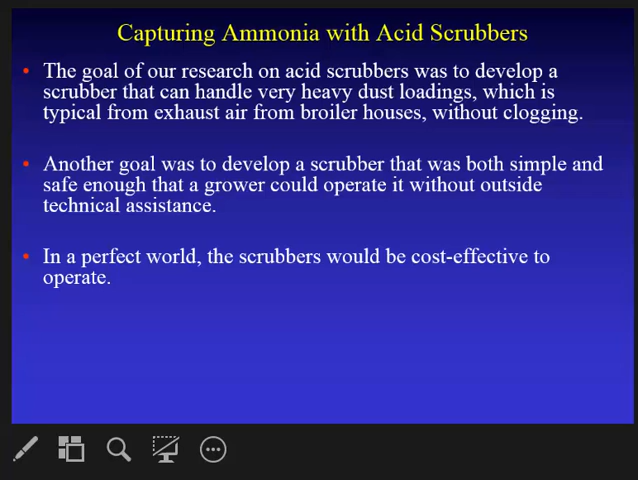 Capturing Ammonia with Acid Scrubbers
• The goal of our research on acid scrubbers was to develop a
scrubber that can handle very heavy dust loadings, which is
typical from exhaust air from broiler houses, without clogging.
• Another goal was to develop a scrubber that was both simple and
safe enough that a grower could operate it without outside
technical assistance.
• In a perfect world, the scrubbers would be cost-effective to
operate.